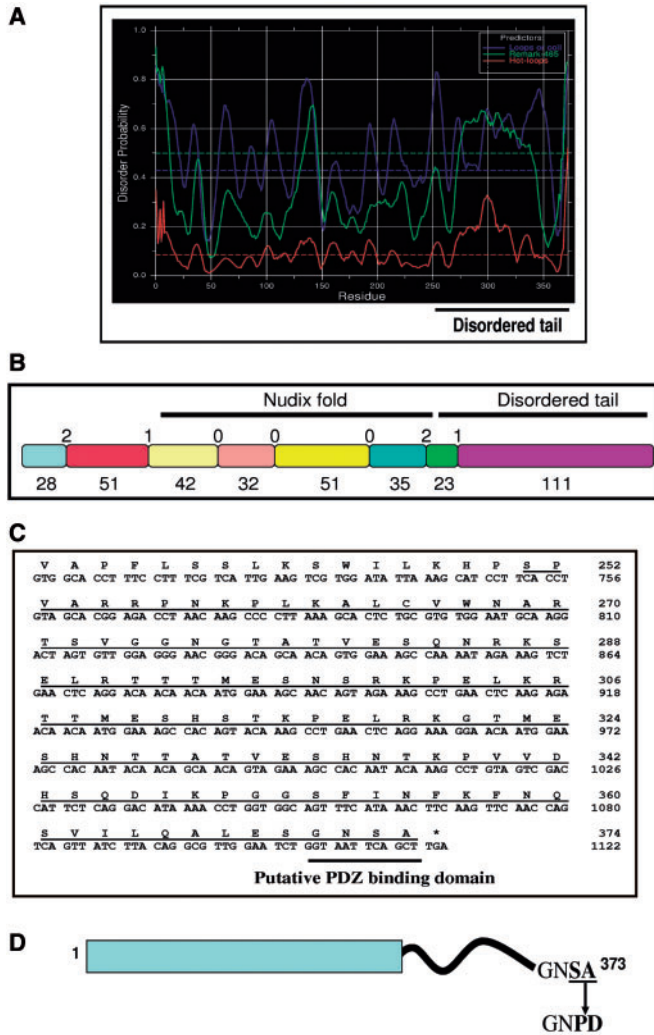 A
Predictors:
Loops or coil
Remark-465
Hot-loops
1.0
0.8
0.6
0.4
0.2
0.0
Disorder Probability
0 50 100 150 200 250 300 350
Residue
Disordered tail
B
Nudix fold Disordered tail
2 1 0 0 0 2 1
28 51 42 32 51 35 23 111
C
V A P F L S S L K S W I L K H P S P 252
GTG GCA CCT TTC CTT TCG TCA TTG AAG TCG TGG ATA TTA AAG CAT CCT TCA CCT 756
V A R R P N K P L K A L C V W N A R 270
GTA GCA CGG AGA CCT AAC AAG CCC CTT AAA GCA CTC TGC GTG TGG AAT GCA AGG 810
T S V G G N G T A T V E S Q N R K S 288
ACT AGT GTT GGA GGG AAC GGG ACA GCA ACA GTG GAA AGC CAA AAT AGA AAG TCT 864
E L R T T T M E S N S R K P E L K R 306
GAA CTC AGG ACA ACA ACA ATG GAA AGC AAC AGT AGA AAG CCT GAA CTC AAG AGA 918
T T M E S H S T K P E L R K G T M E 324
ACA ACA ATG GAA AGC CAC AGT ACA AAG CCT GAA CTC AGG AAA GGA ACA ATG GAA 972
S H N T T A T V E S H N T K P V V D 342
AGC CAC AAT ACA ACA GCA ACA GTA GAA AGC CAC AAT ACA AAG CCT GTA GTC GAC 1026
H S Q D I K P G G S F I N F K F N Q 360
CAT TCT CAG GAC ATA AAA CCT GGT GGC AGT TTC ATA AAC TTC AAG TTC AAC CAG 1080
S V I L Q A L E S G N S A * 374
TCA GTT ATC TTA CAG GCG TTG GAA TCT GGT AAT TCA GCT TGA 1122
Putative PDZ binding domain
D
1
GNSA 373
GNPD